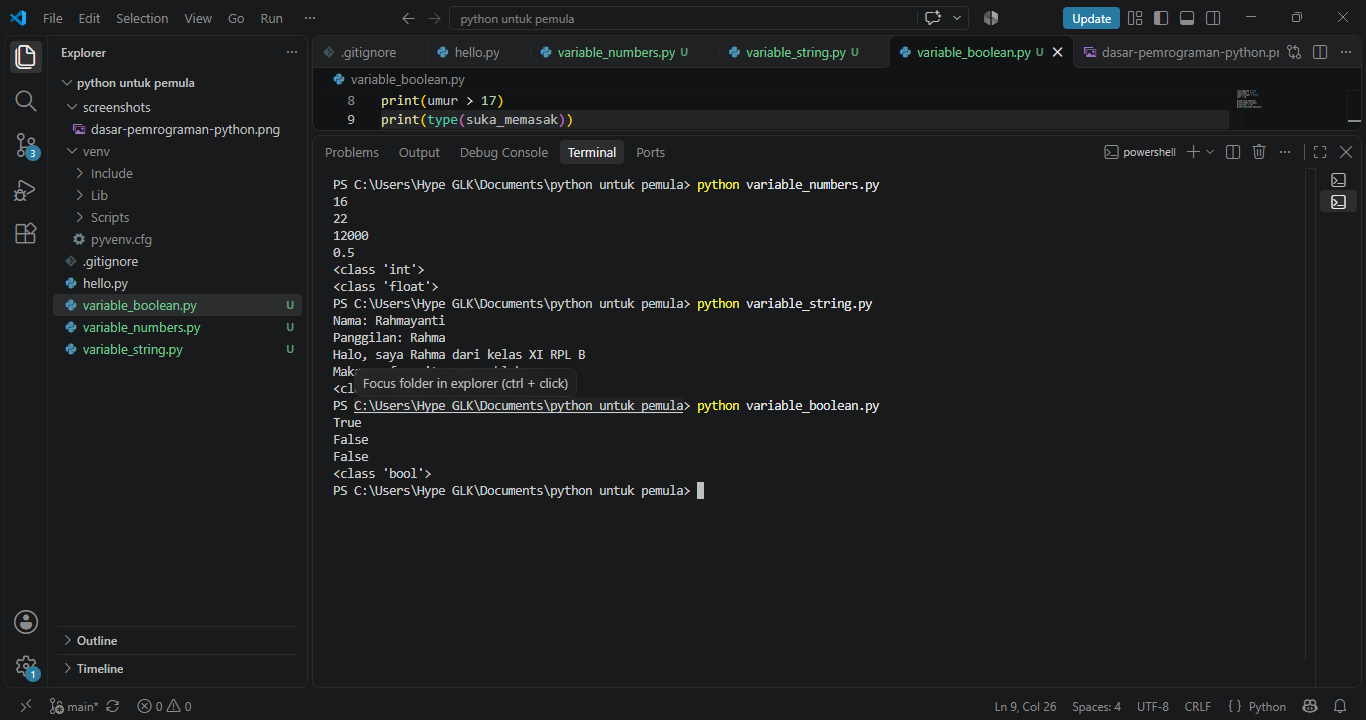 File Edit Selection View Go Run ···
python untuk pemula
Update
Explorer ···
python untuk pemula
screenshots
dasar-pemrograman-python.png
venv
Include
Lib
Scripts
pyvenv.cfg
.gitignore
hello.py
variable_boolean.py U
variable_numbers.py U
variable_string.py U
Outline
Timeline
.gitignore hello.py variable_numbers.py U variable_string.py U variable_boolean.py U dasar-pemrograman-python.pr
variable_boolean.py
8 print(umur > 17)
9 print(type(suka_memasak))
Problems Output Debug Console Terminal Ports powershell
PS C:\Users\Hype GLK\Documents\python untuk pemula> python variable_numbers.py
16
22
12000
0.5
<class 'int'>
<class 'float'>
PS C:\Users\Hype GLK\Documents\python untuk pemula> python variable_string.py
Nama: Rahmayanti
Panggilan: Rahma
Halo, saya Rahma dari kelas XI RPL B
Mak
<cl
Focus folder in explorer (ctrl + click)
PS C:\Users\Hype GLK\Documents\python untuk pemula> python variable_boolean.py
True
False
False
<class 'bool'>
PS C:\Users\Hype GLK\Documents\python untuk pemula>
3
1
main* 0 0 Ln 9, Col 26 Spaces: 4 UTF-8 CRLF { } Python